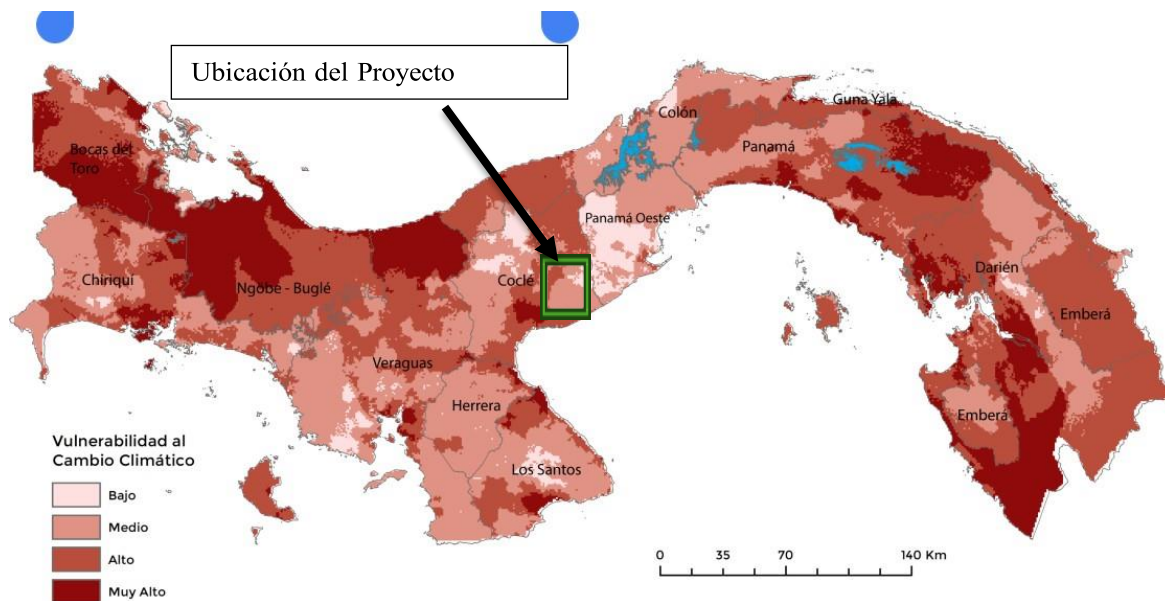 Ubicación del Proyecto
Guna Yala
Colón
Bocas del
Toro
Panamá
Panamá Oeste
Chiriquí
Ngöbe - Buglé
Coclé
Darién
Emberá
Veraguas
Herrera
Emberá
Los Santos
Vulnerabilidad al
Cambio Climático
Bajo
Medio
Alto
Muy Alto
0 35 70 140 Km